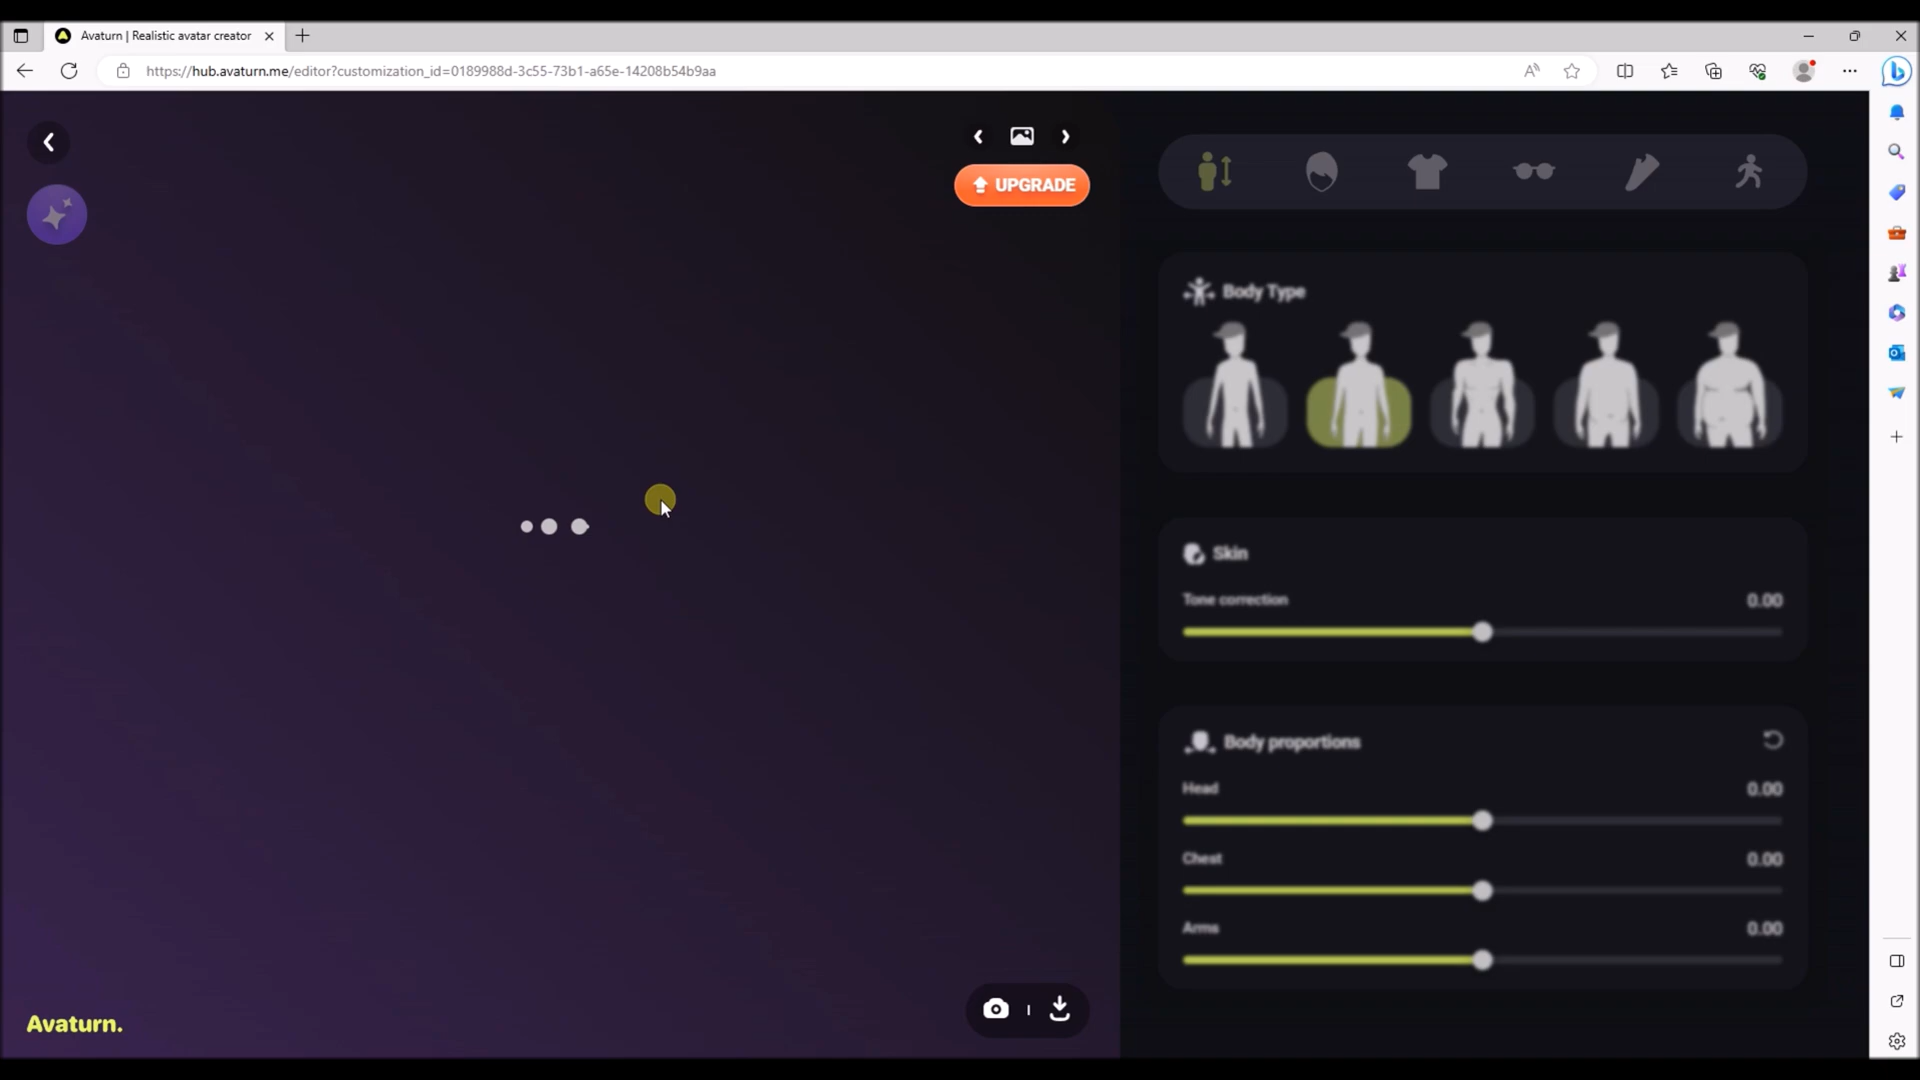 Avaturn | Realistic avatar creator
https://hub.avaturn.me/editor?customization_id=0189988d-3c55-73b1-a65e-14208b54b9aa
UPGRADE
Body Type
Skin
Tone correction 0.00
Body proportions
Head 0.00
Chest 0.00
Arms 0.00
Avaturn.